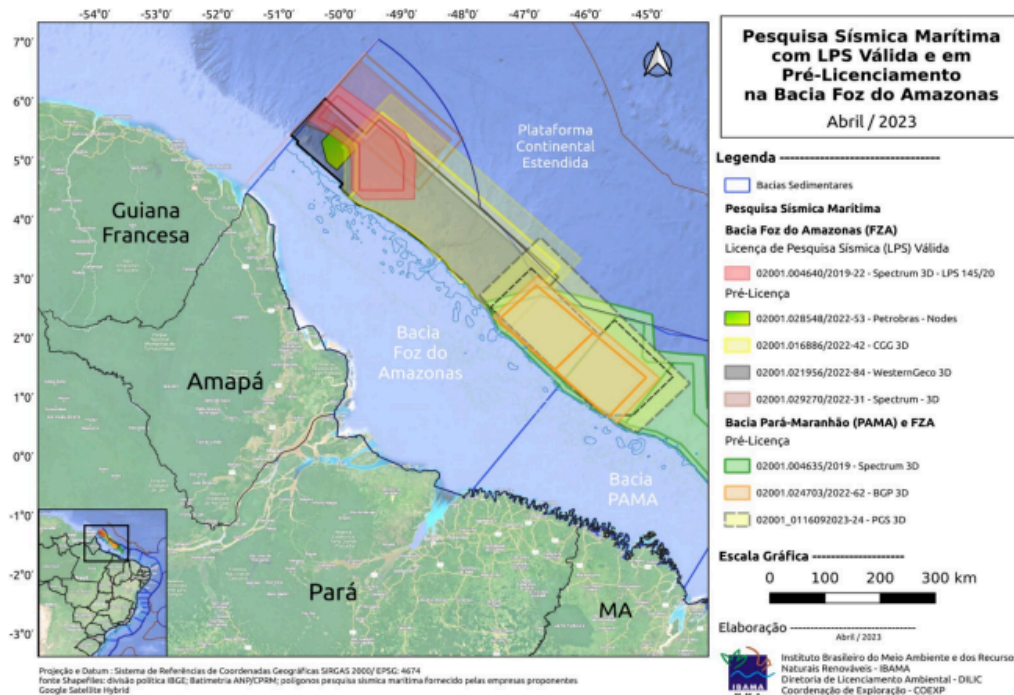 -55°0' -54°0' -53°0' -52°0' -51°0' -50°0' -49°0' -48°0' -47°0' -46°0' -45°0'
7°0'
6°0'
5°0'
4°0'
3°0'
2°0'
1°0'
0°0'
-1°0'
-2°0'
-3°0'
Plataforma
Continental
Estendida
Guiana
Francesa
Bacia
Foz do
Amazonas
Amapá
Bacia
PAMA
Pará
MA
Pesquisa Sísmica Marítima
com LPS Válida e em
Pré-Licenciamento
na Bacia Foz do Amazonas
Abril / 2023
Legenda
Bacias Sedimentares
Pesquisa Sísmica Marítima
Bacia Foz do Amazonas (FZA)
Licença de Pesquisa Sísmica (LPS) Válida
02001.004640/2019-22 - Spectrum 3D - LPS 145/20
Pré-Licença
02001.028548/2022-53 - Petrobras - Nodes
02001.016886/2022-42 - CGG 3D
02001.021956/2022-84 - WesternGeco 3D
02001.029270/2022-31 - Spectrum - 3D
Bacia Pará-Maranhão (PAMA) e FZA
Pré-Licença
02001.004635/2019 - Spectrum 3D
02001.024703/2022-62 - BGP 3D
02001_0116092023-24 - PGS 3D
Escala Gráfica
0 100 200 300 km
Elaboração
Abril / 2023
IBAMA
M M A
Instituto Brasileiro do Meio Ambiente e dos Recurso
Naturais Renováveis - IBAMA
Diretoria de Licenciamento Ambiental - DILIC
Coordenação de Exploração - COEXP
Projeção e Datum : Sistema de Referências de Coordenadas Geográficas SIRGAS 2000/ EPSG: 4674
fonte Shapefiles: divisão política IBGE; Batimetria ANP/CPRM; polígonos pesquisa sísmica marítima fornecido pelas empresas proponentes
Google Satellite Hybrid